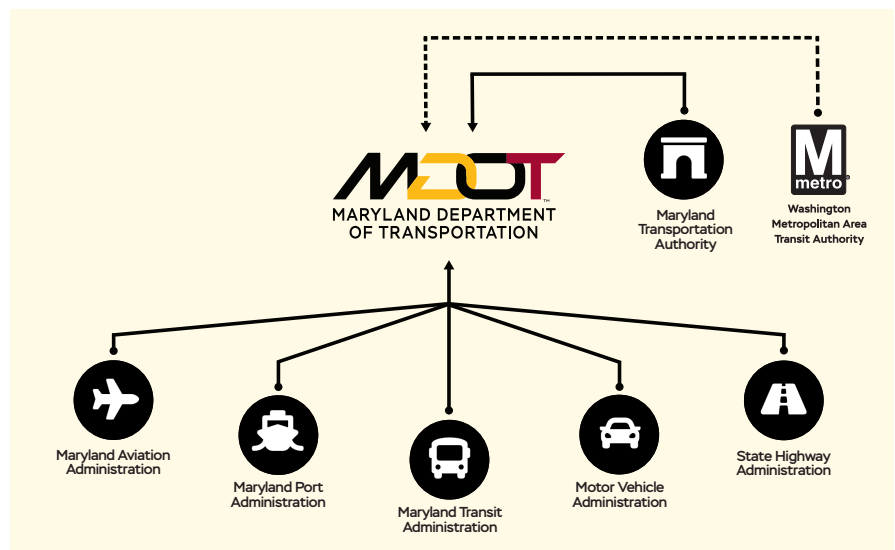 MDOT™
MARYLAND DEPARTMENT
OF TRANSPORTATION
Maryland
Transportation
Authority
M
metro
Washington
Metropolitan Area
Transit Authority
Maryland Aviation
Administration
Maryland Port
Administration
Maryland Transit
Administration
Motor Vehicle
Administration
State Highway
Administration